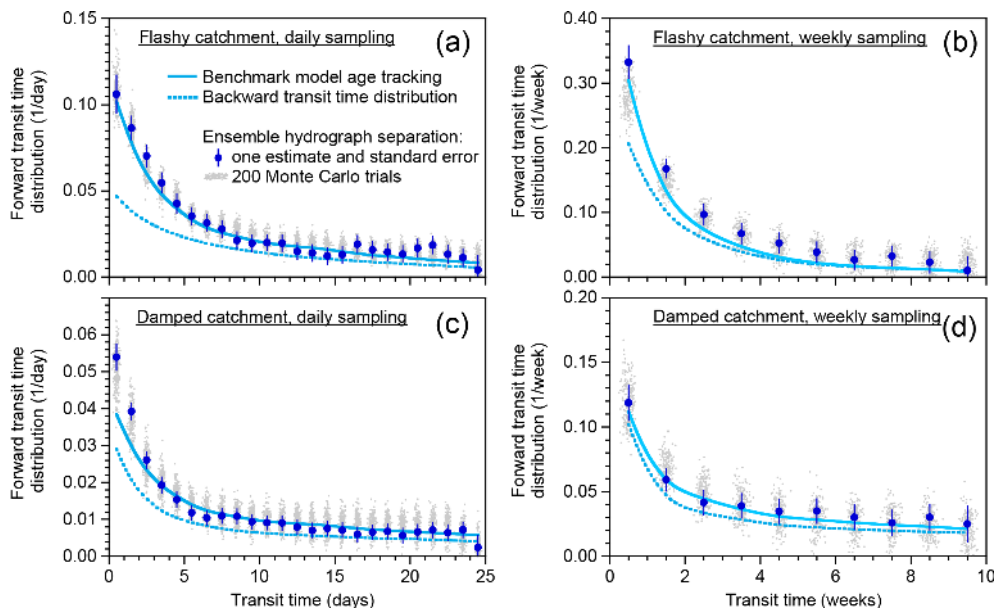 Flashy catchment, daily sampling
(a)
Benchmark model age tracking
Backward transit time distribution
Ensemble hydrograph separation:
one estimate and standard error
200 Monte Carlo trials
Forward transit time
distribution (1/day)
0.15
0.10
0.05
0.00
Flashy catchment, weekly sampling
(b)
Forward transit time
distribution (1/week)
0.40
0.30
0.20
0.10
0.00
Damped catchment, daily sampling
(c)
Forward transit time
distribution (1/day)
0.07
0.06
0.05
0.04
0.03
0.02
0.01
0.00
0 5 10 15 20 25
Transit time (days)
Damped catchment, weekly sampling
(d)
Forward transit time
distribution (1/week)
0.20
0.15
0.10
0.05
0.00
0 2 4 6 8 10
Transit time (weeks)